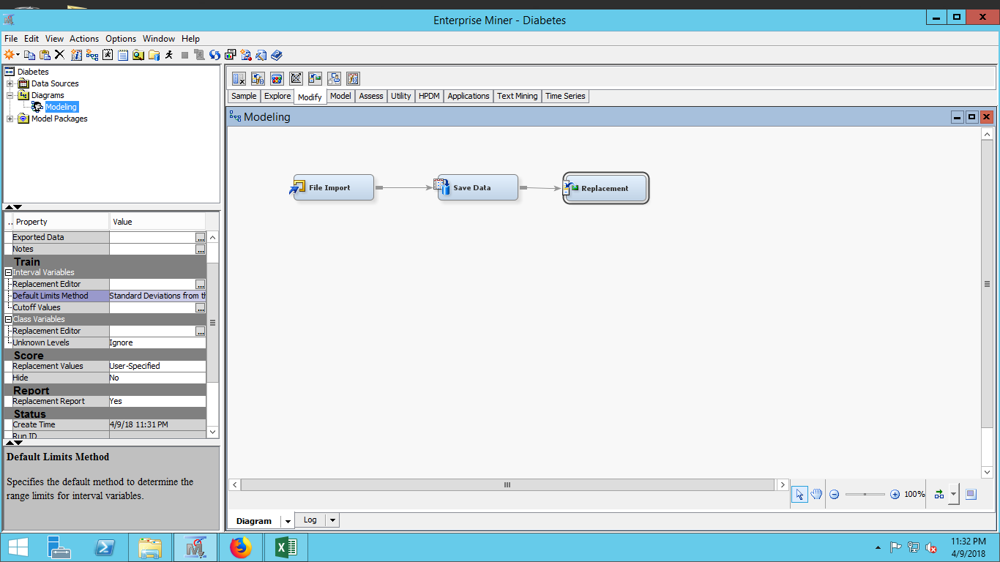 Enterprise Miner - Diabetes
File Edit View Actions Options Window Help
Diabetes
Data Sources
Diagrams
Modeling
Model Packages
.. Property Value
Exported Data ...
Notes ...
Train
Interval Variables
Replacement Editor ...
Default Limits Method Standard Deviations from th
Cutoff Values ...
Class Variables
Replacement Editor ...
Unknown Levels Ignore
Score
Replacement Values User-Specified
Hide No
Report
Replacement Report Yes
Status
Create Time 4/9/18 11:31 PM
Run ID
Default Limits Method
Specifies the default method to determine the
range limits for interval variables.
Sample Explore Modify Model Assess Utility HPDM Applications Text Mining Time Series
Modeling
File Import Save Data Replacement
100%
Diagram Log
11:32 PM
4/9/2018